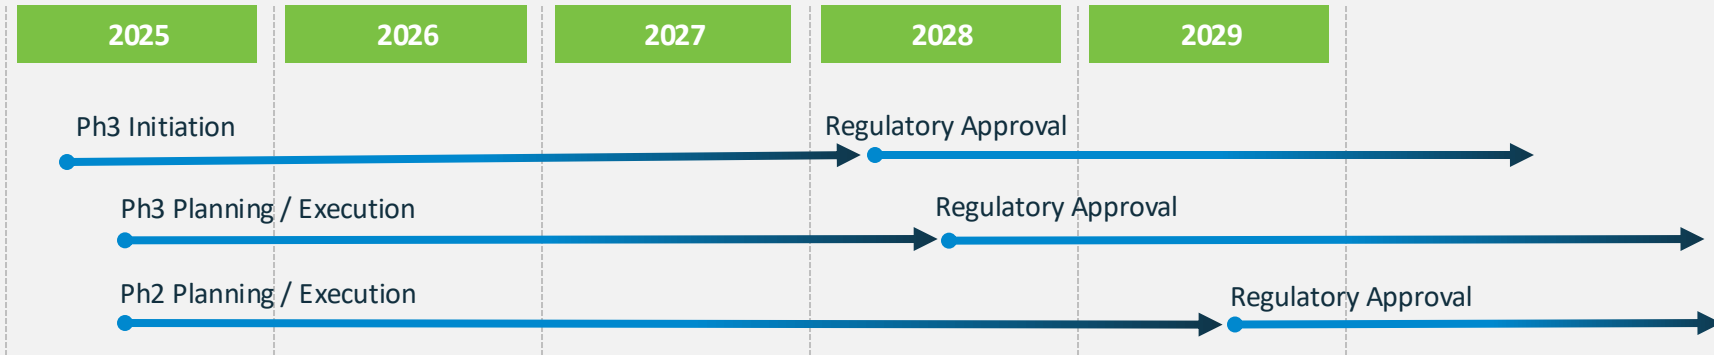 2025 2026 2027 2028 2029
Ph3 Initiation Regulatory Approval
Ph3 Planning / Execution Regulatory Approval
Ph2 Planning / Execution Regulatory Approval